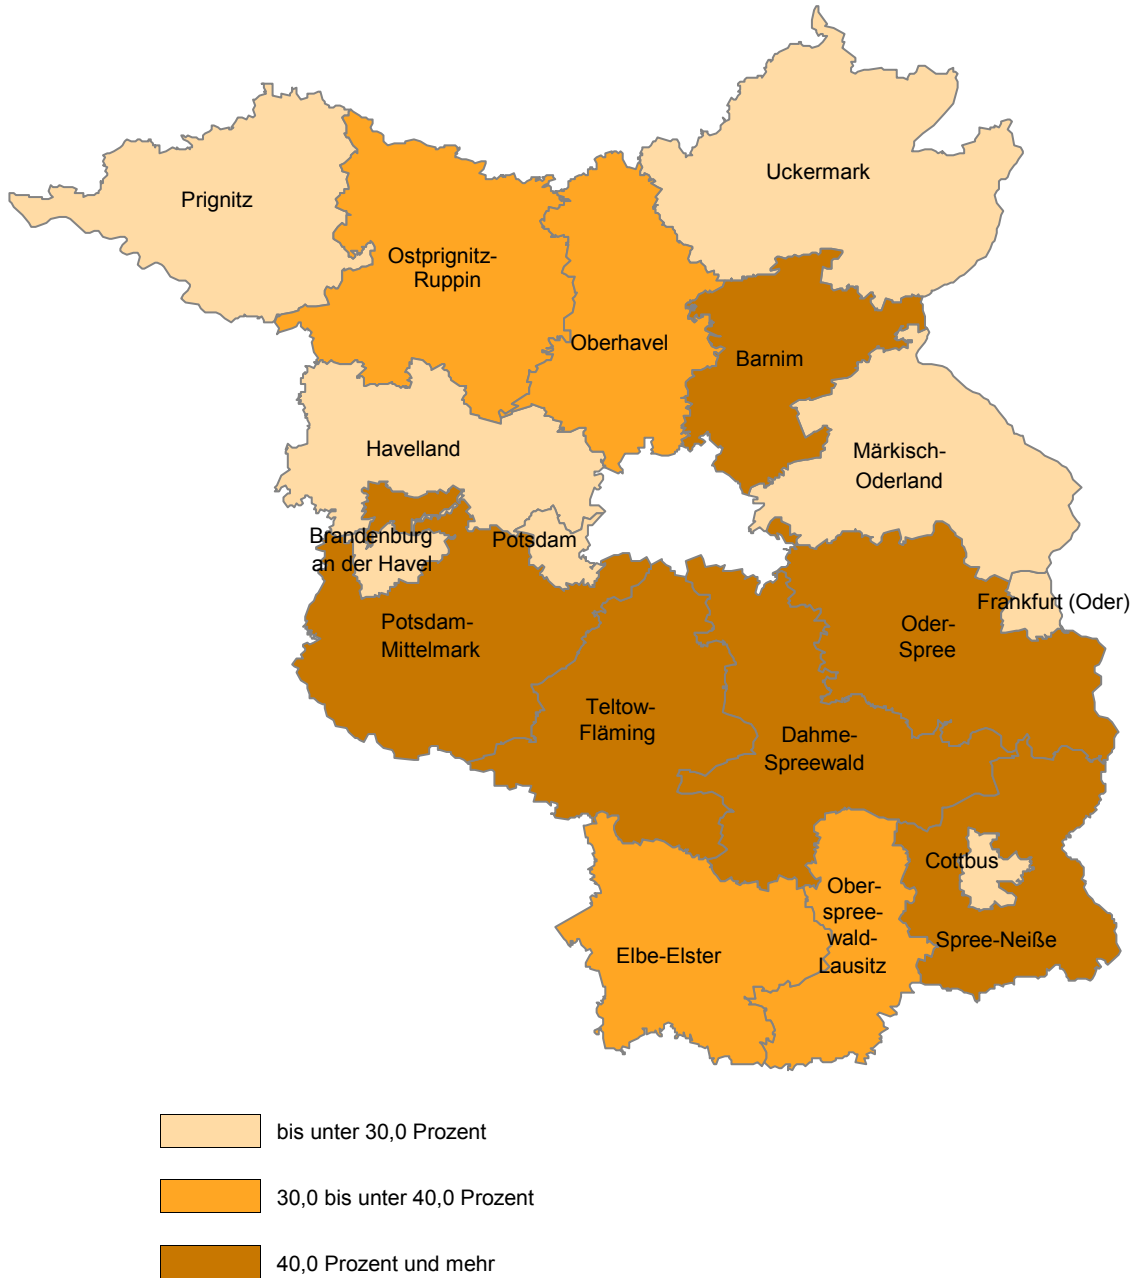 Uckermark
Prignitz
Ostprignitz-
Ruppin
Oberhavel
Barnim
Havelland
Märkisch-
Oderland
Brandenburg
an der Havel
Potsdam
Frankfurt (Oder)
Potsdam-
Mittelmark
Oder-
Spree
Teltow-
Fläming
Dahme-
Spreewald
Cottbus
Ober-
spree-
wald-
Lausitz
Spree-Neiße
Elbe-Elster
bis unter 30,0 Prozent
30,0 bis unter 40,0 Prozent
40,0 Prozent und mehr